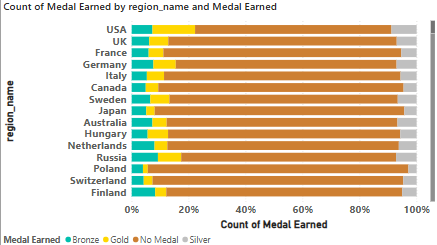 Count of Medal Earned by region_name and Medal Earned
region_name
USA
UK
France
Germany
Italy
Canada
Sweden
Japan
Australia
Hungary
Netherlands
Russia
Poland
Switzerland
Finland
0% 20% 40% 60% 80% 100%
Count of Medal Earned
Medal Earned Bronze Gold No Medal Silver